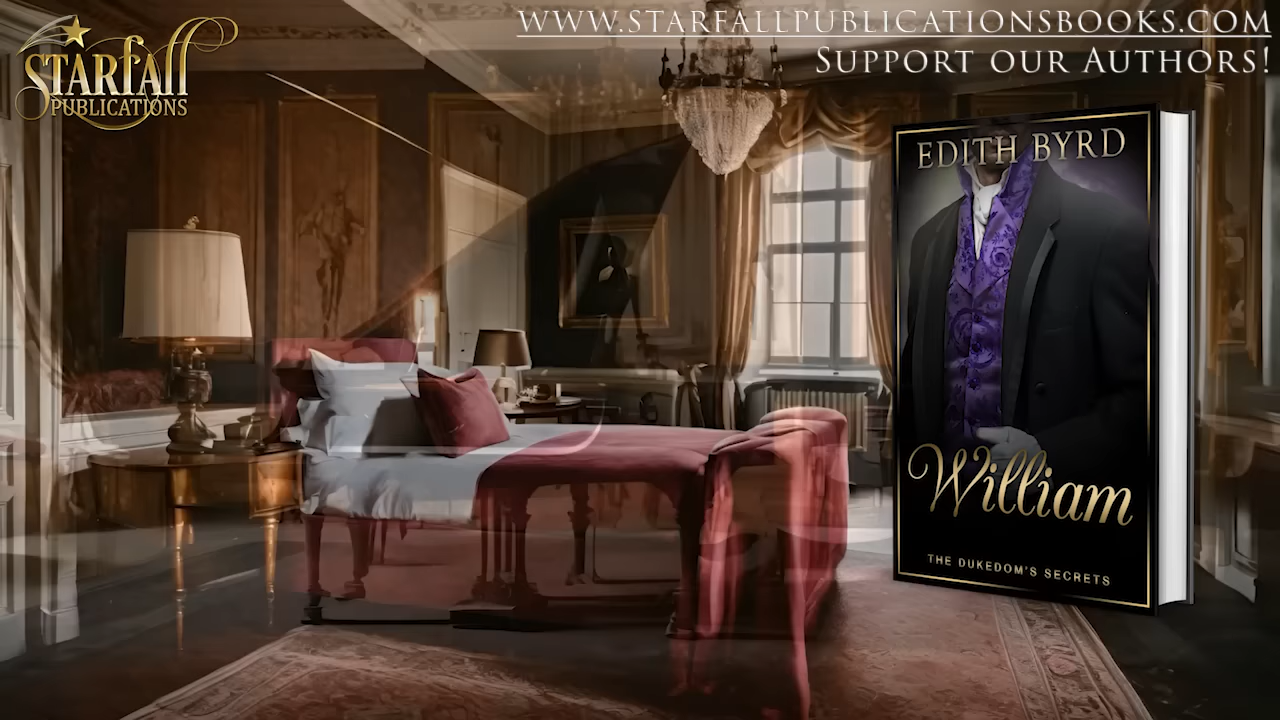 STARfall
PUBLICATIONS
WWW.STARFALLPUBLICATIONSBOOKS.COM
SUPPORT OUR AUTHORS!
EDITH BYRD
William
THE DUKEDOM'S SECRETS